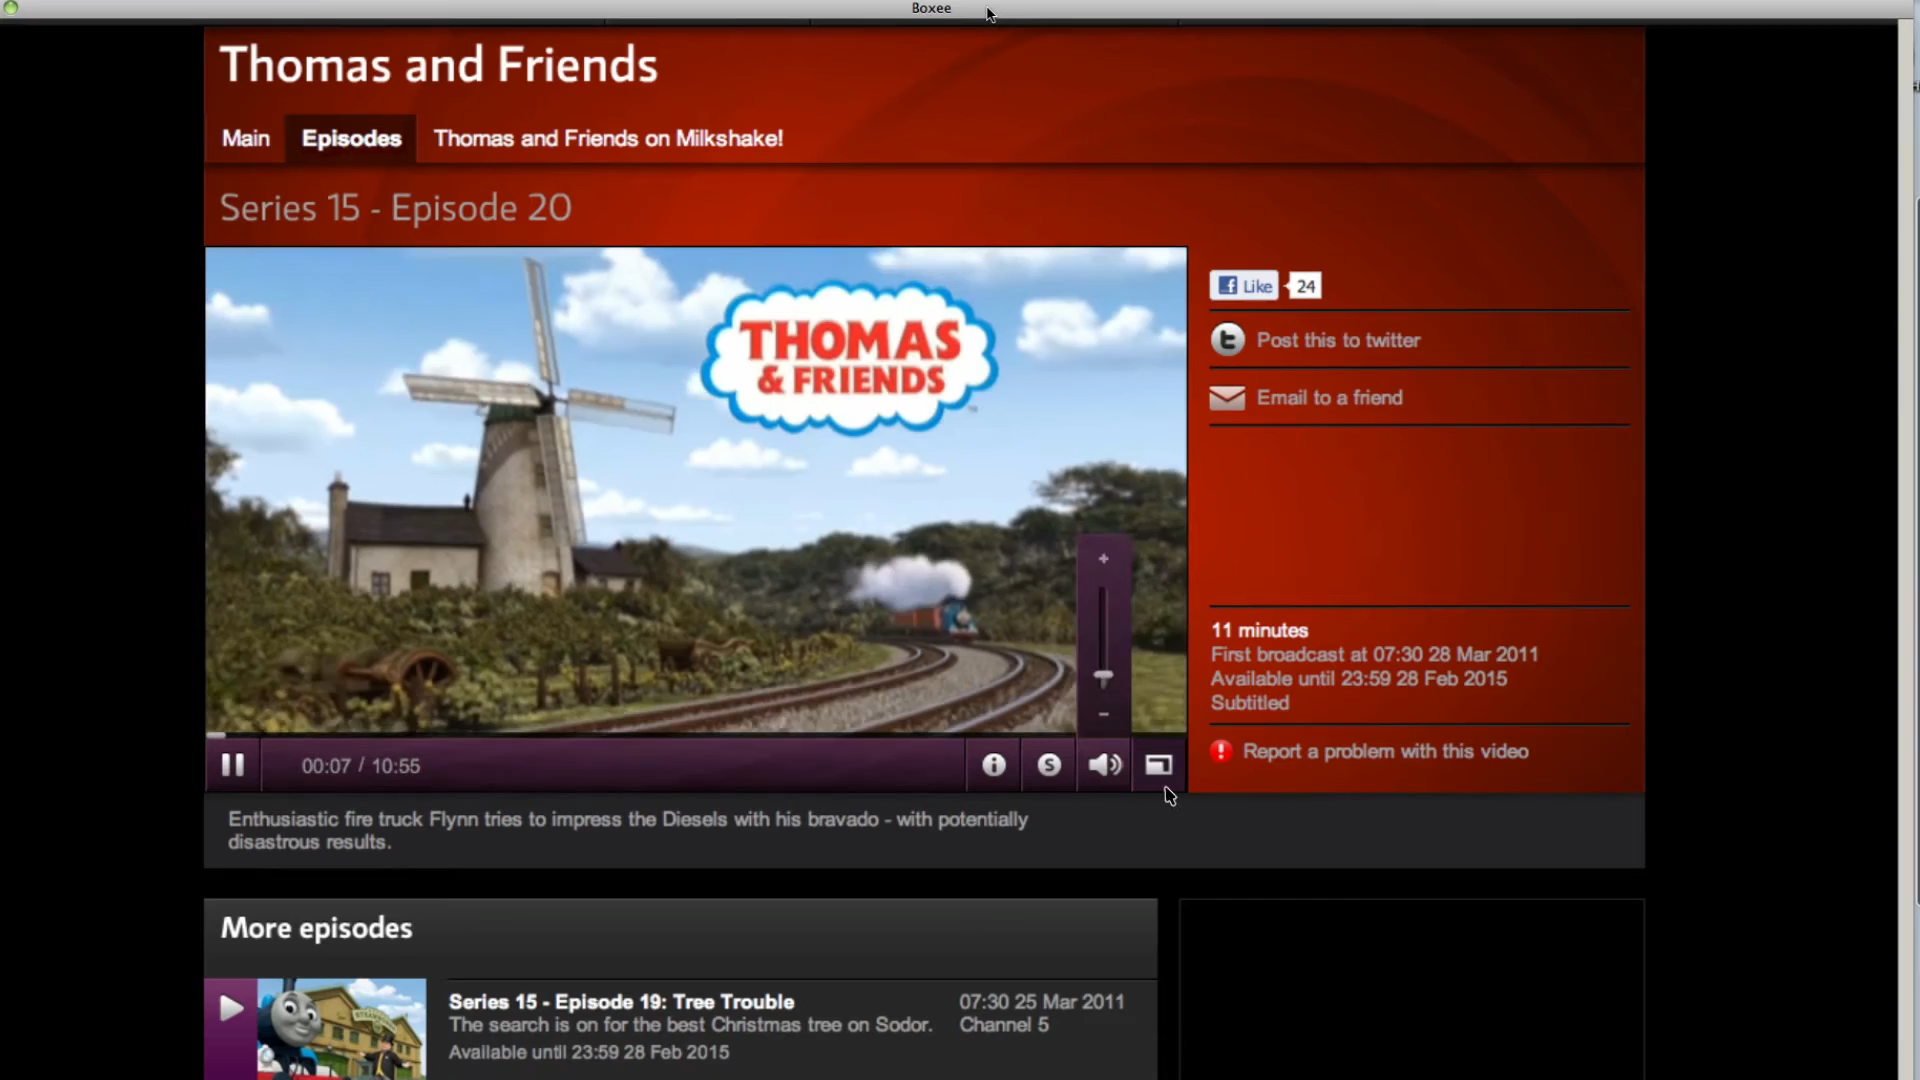 Boxee
Thomas and Friends
Main Episodes Thomas and Friends on Milkshake!
Series 15 - Episode 20
THOMAS
& FRIENDS
Like 24
Post this to twitter
Email to a friend
11 minutes
First broadcast at 07:30 28 Mar 2011
Available until 23:59 28 Feb 2015
Subtitled
Report a problem with this video
00:07 / 10:55
Enthusiastic fire truck Flynn tries to impress the Diesels with his bravado - with potentially
disastrous results.
More episodes
Series 15 - Episode 19: Tree Trouble
The search is on for the best Christmas tree on Sodor.
Available until 23:59 28 Feb 2015
07:30 25 Mar 2011
Channel 5